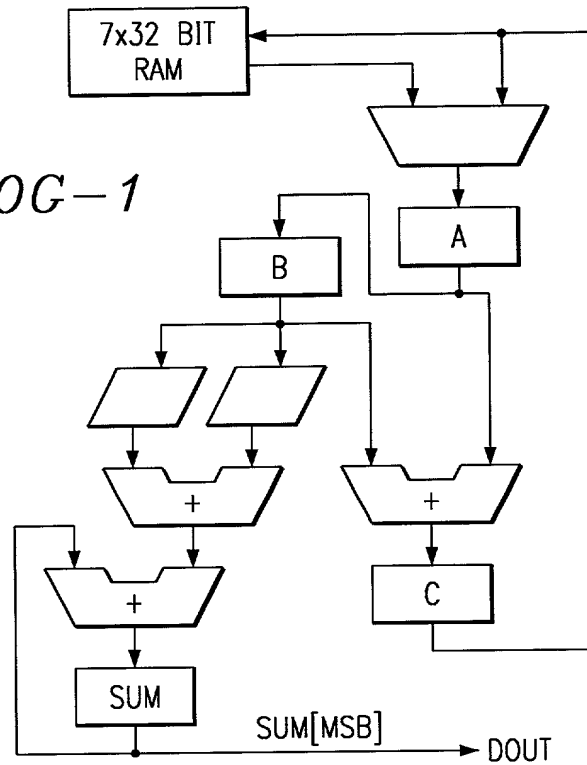 7x32 BIT
RAM
OG-1
A
B
+
+
+
C
SUM
SUM[MSB]
DOUT